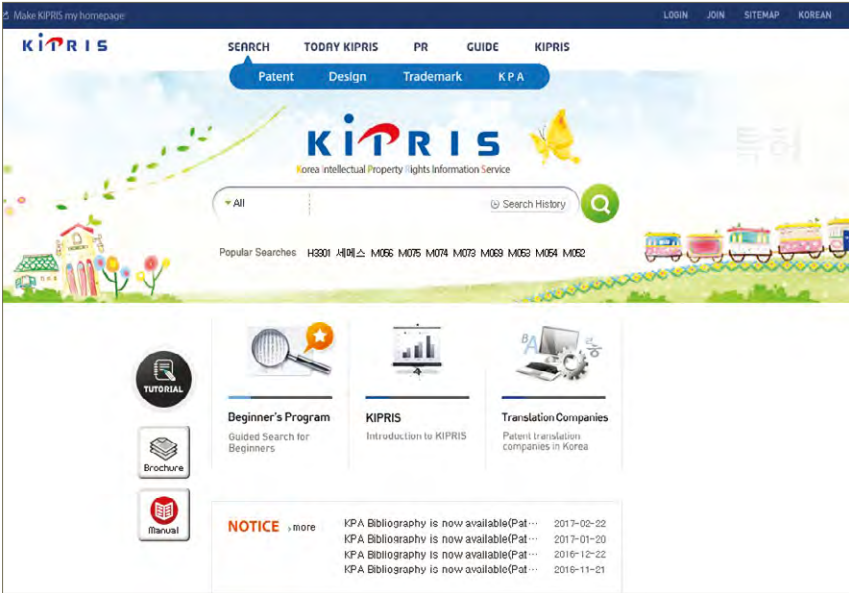 Make KIPRIS my homepage
LOGIN JOIN SITEMAP KOREAN
KIPRIS
SEARCH TODAY KIPRIS PR GUIDE KIPRIS
Patent Design Trademark KPA
KIPRIS
Korea Intellectual Property Rights Information Service
All
Search History
Popular Searches H3901 세메스 M056 M075 M074 M073 M069 M053 M054 M052
TUTORIAL
Brochure
Manual
Beginner's Program
Guided Search for
Beginners
KIPRIS
Introduction to KIPRIS
Translation Companies
Patent translation
companies in Korea
NOTICE > more
KPA Bibliography is now available(Pat··· 2017-02-22
KPA Bibliography is now available(Pat··· 2017-01-20
KPA Bibliography is now available(Pat··· 2016-12-22
KPA Bibliography is now available(Pat··· 2016-11-21